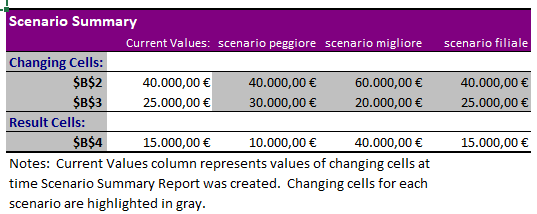 Scenario Summary
Current Values: scenario peggiore scenario migliore scenario filiale
Changing Cells:
$B$2 40.000,00 € 40.000,00 € 60.000,00 € 40.000,00 €
$B$3 25.000,00 € 30.000,00 € 20.000,00 € 25.000,00 €
Result Cells:
$B$4 15.000,00 € 10.000,00 € 40.000,00 € 15.000,00 €
Notes: Current Values column represents values of changing cells at
time Scenario Summary Report was created. Changing cells for each
scenario are highlighted in gray.